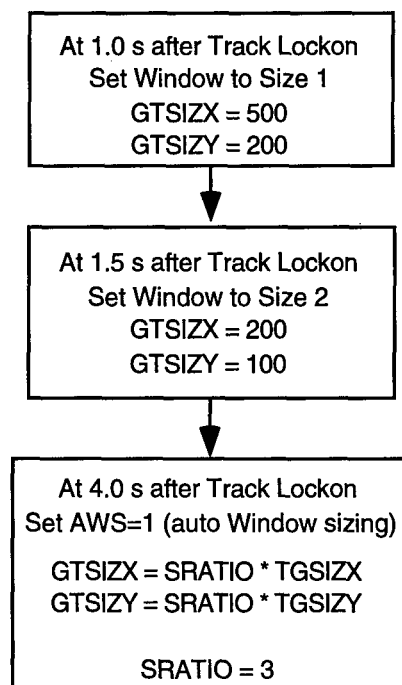 At 1.0 s after Track Lockon
Set Window to Size 1
GTSIZX = 500
GTSIZY = 200
At 1.5 s after Track Lockon
Set Window to Size 2
GTSIZX = 200
GTSIZY = 100
At 4.0 s after Track Lockon
Set AWS=1 (auto Window sizing)
GTSIZX = SRATIO * TGSIZX
GTSIZY = SRATIO * TGSIZY
SRATIO = 3